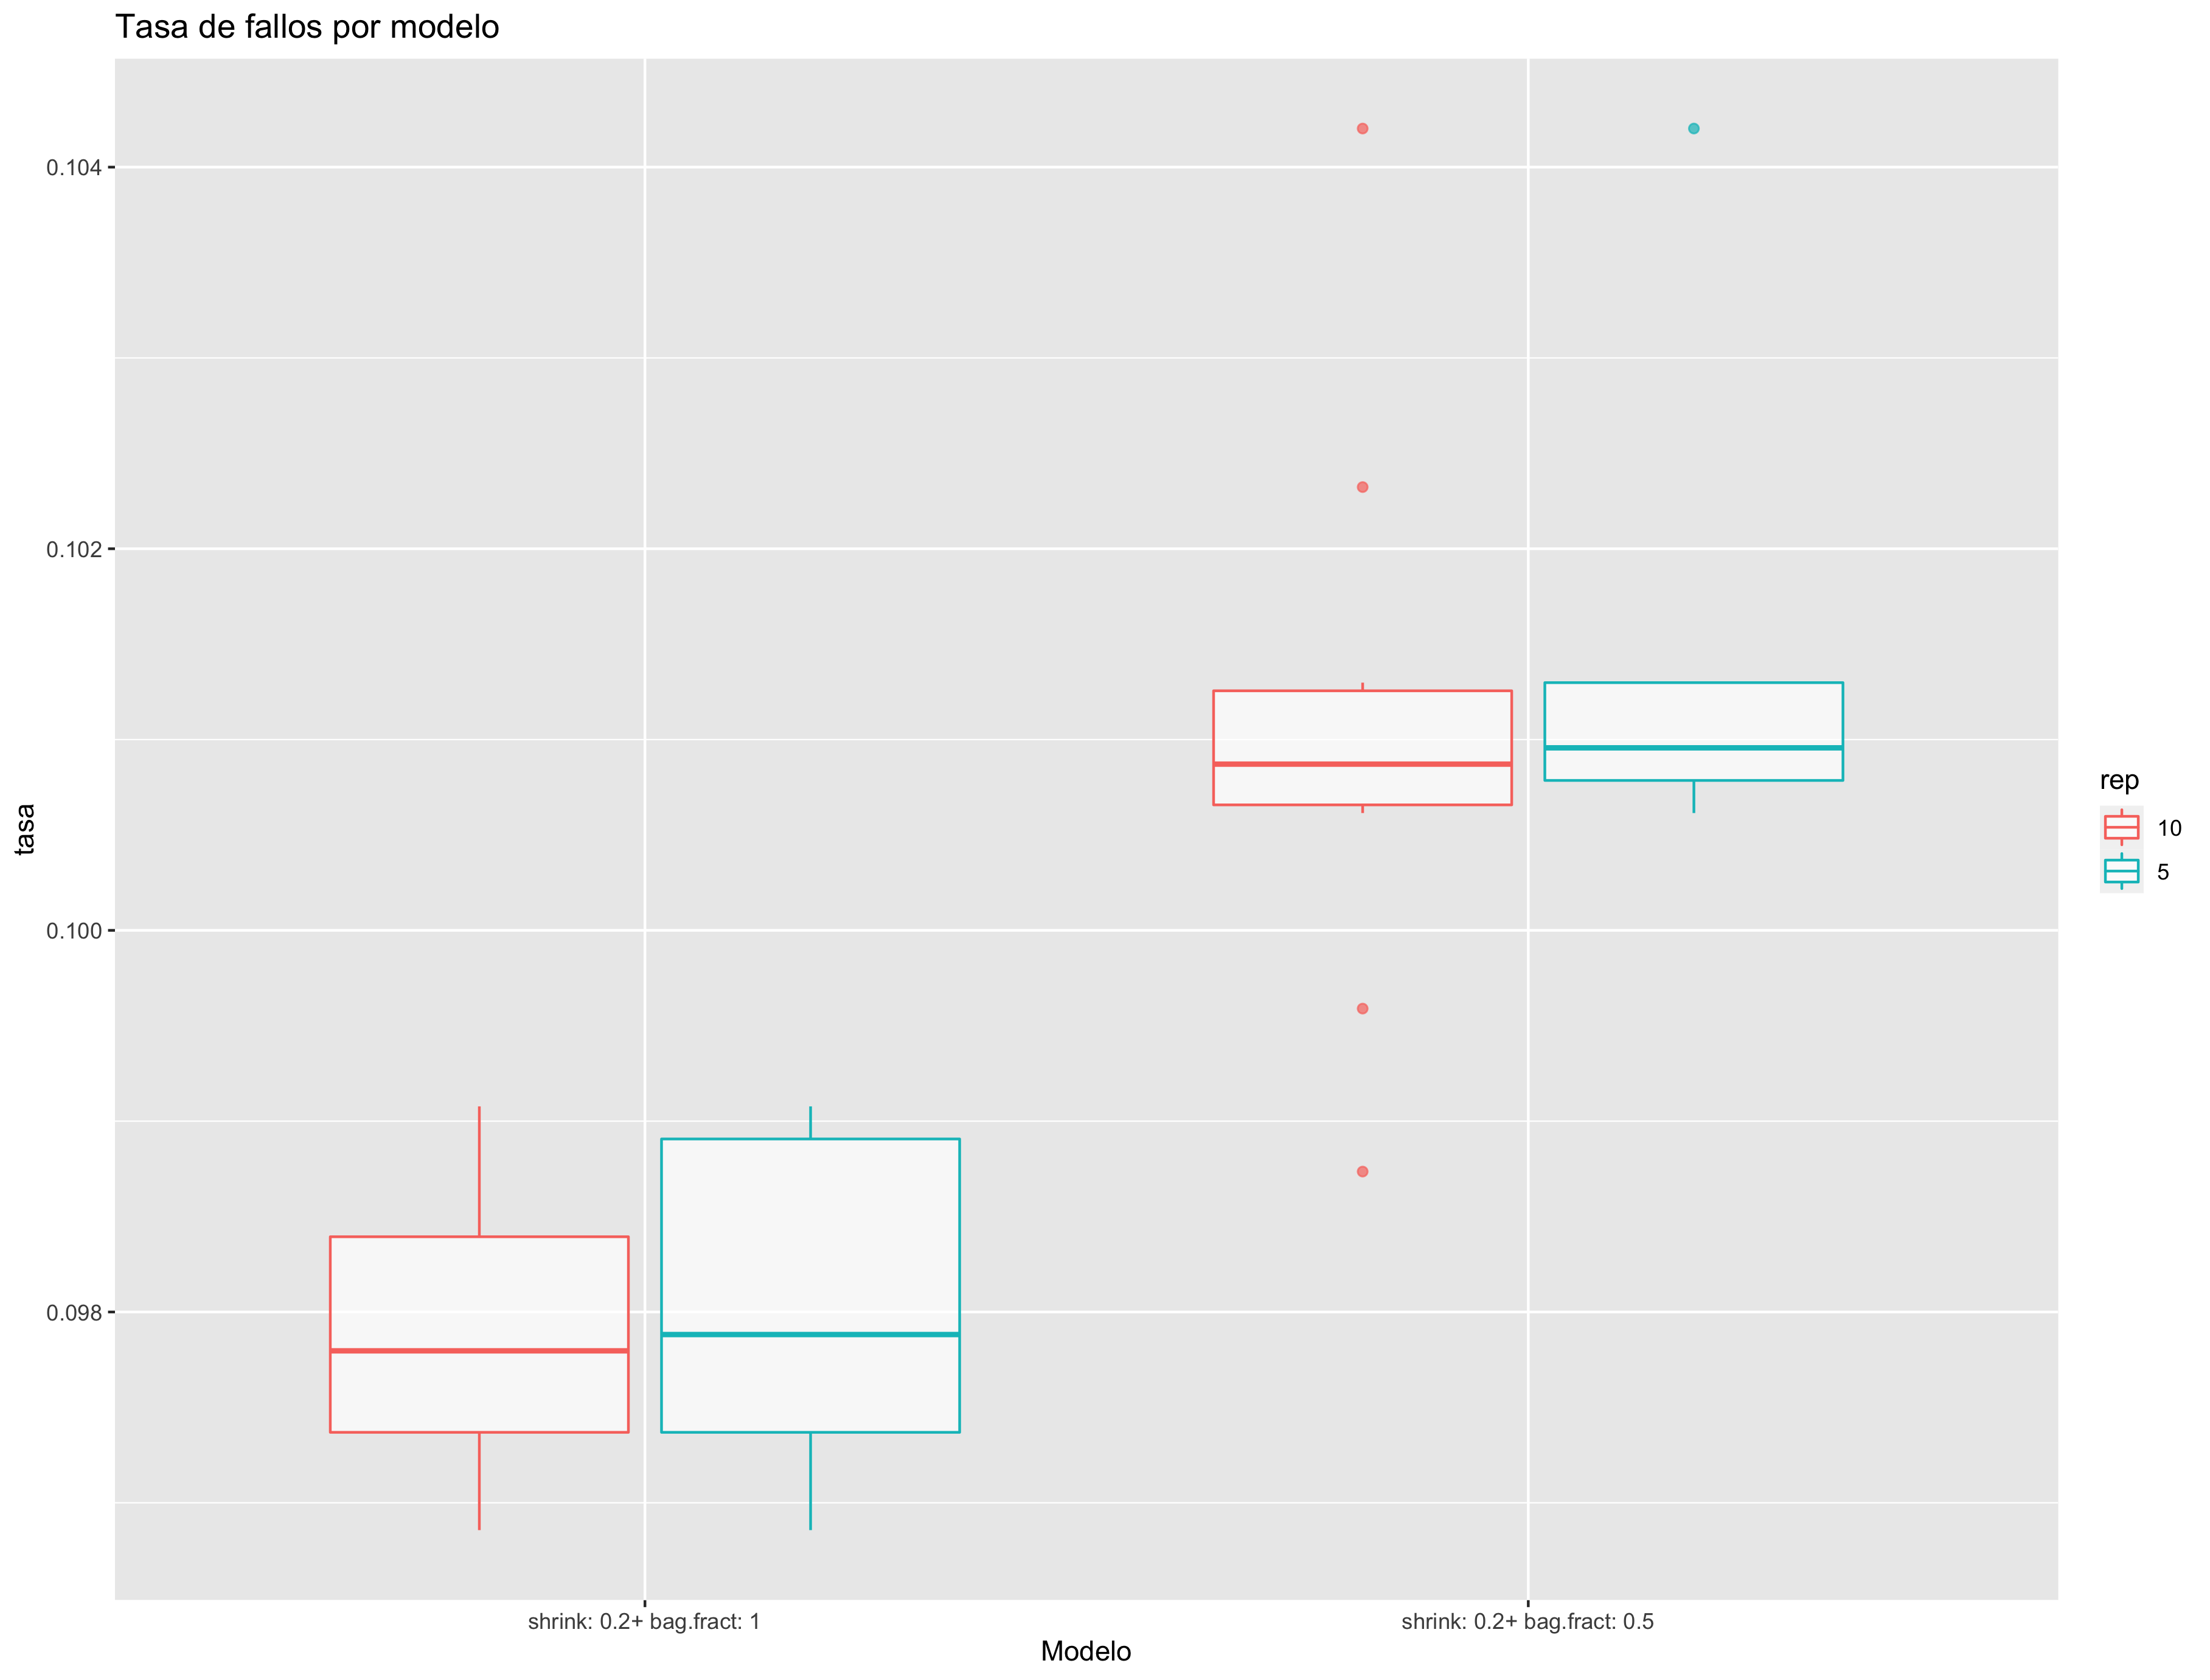 Tasa de fallos por modelo
tasa
0.104
0.102
0.100
0.098
shrink: 0.2+ bag.fract: 1
shrink: 0.2+ bag.fract: 0.5
Modelo
rep
10
5